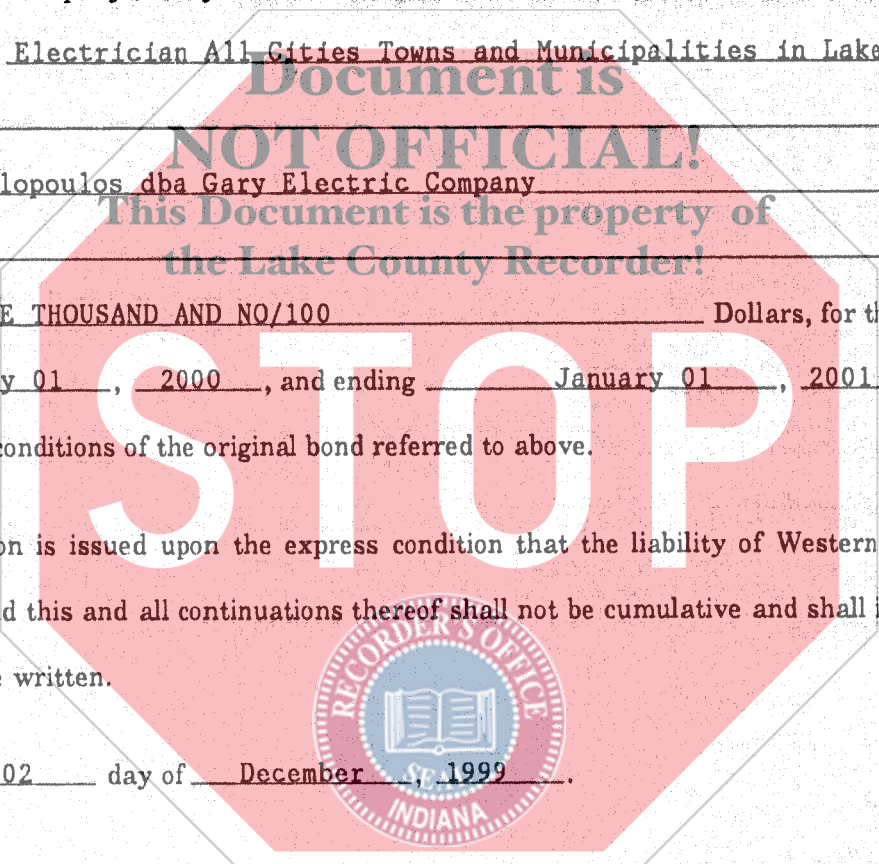 Electrician All Cities Towns and Municipalities in Lake
Document is
NOT OFFICIAL!
lopoulos dba Gary Electric Company
This Document is the property of
the Lake County Recorder!
E THOUSAND AND NO/100 Dollars, for th
y 01, 2000, and ending January 01, 2001
STOP
conditions of the original bond referred to above.
on is issued upon the express condition that the liability of Western
d this and all continuations thereof shall not be cumulative and shall i
e written.
RECORDER'S OFFICE
02 day of December, 1999.
SEAL
INDIANA